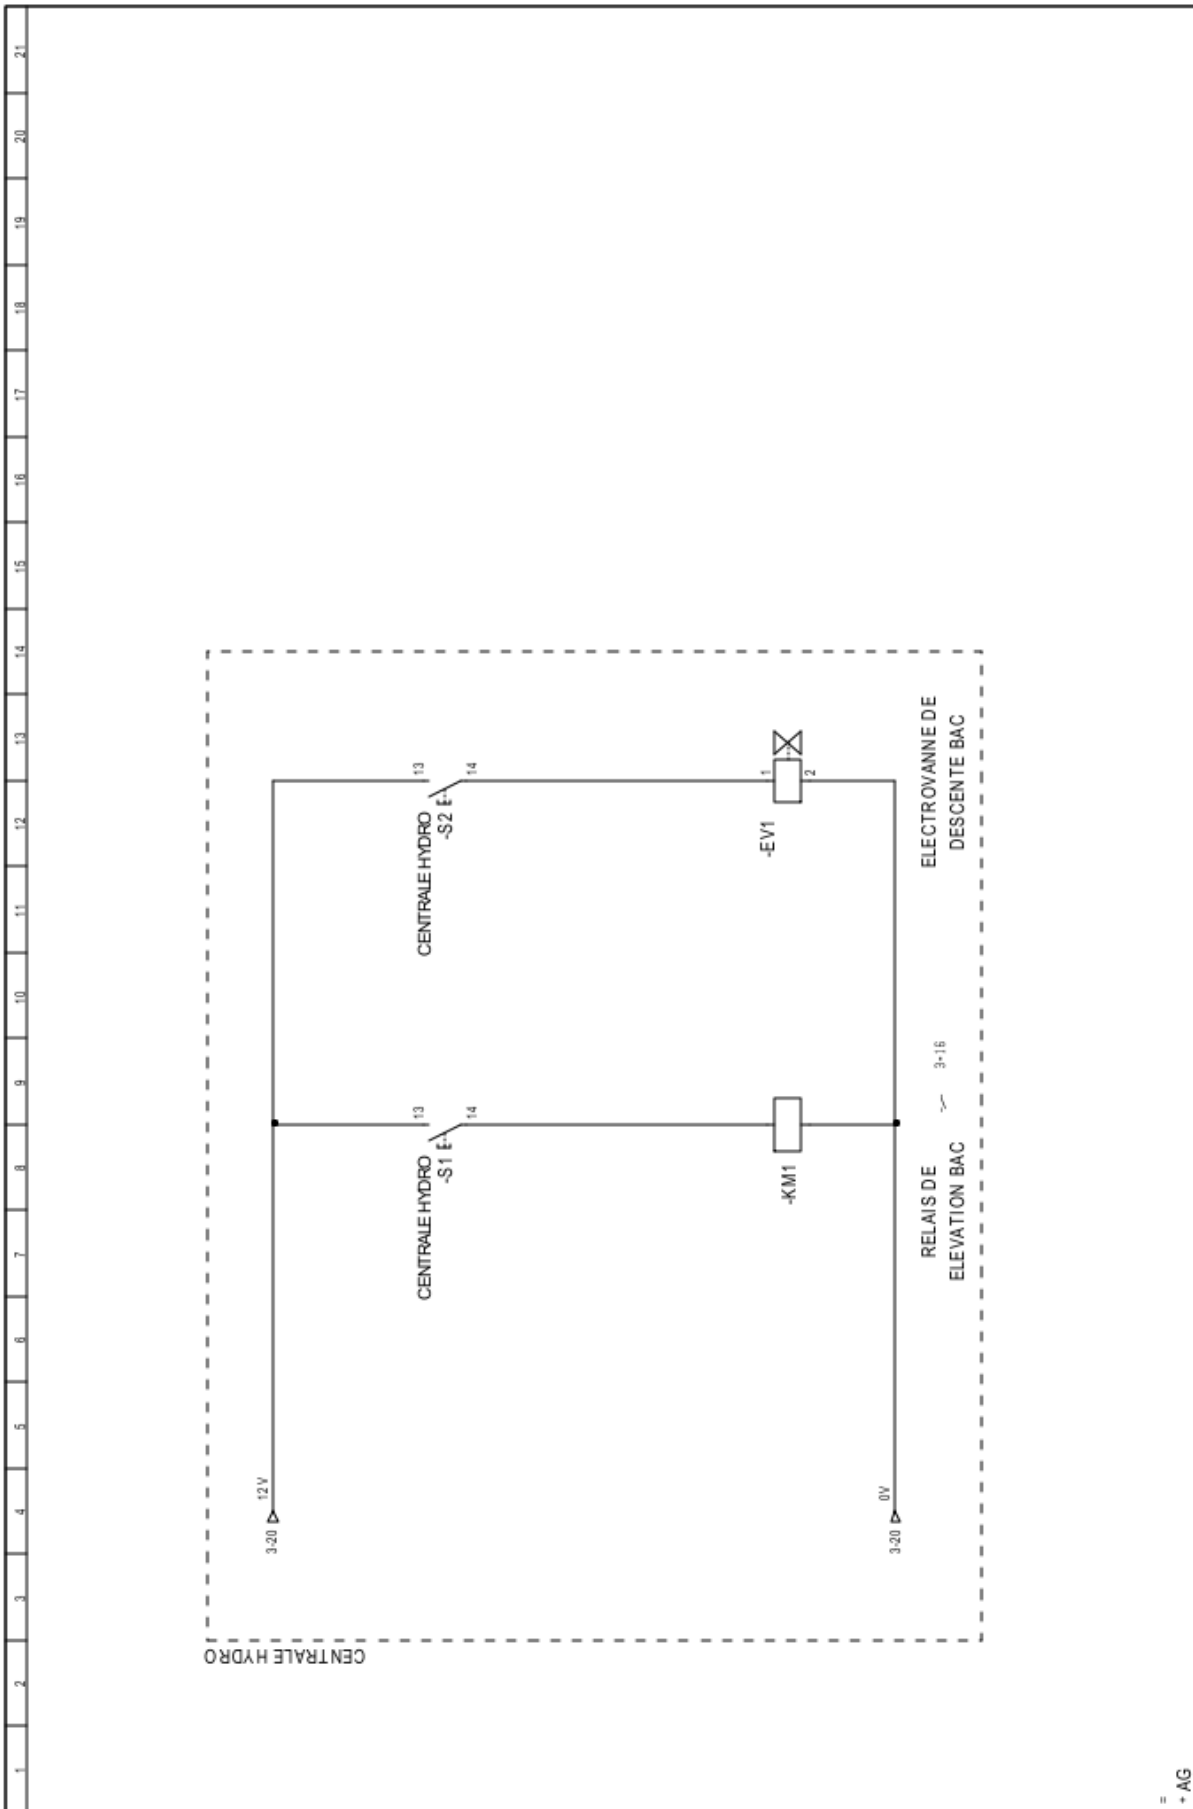 1 2 3 4 5 6 7 8 9 10 11 12 13 14 15 16 17 18 19 20 21
CENTRALE HYDRO
3-20
12V
CENTRALE HYDRO
-S1
13
14
CENTRALE HYDRO
-S2
13
14
-KM1
-EV1
1
2
3-20
0V
RELAIS DE
ELEVATION BAC
3-16
ELECTROVANNE DE
DESCENTE BAC
=
+ AG